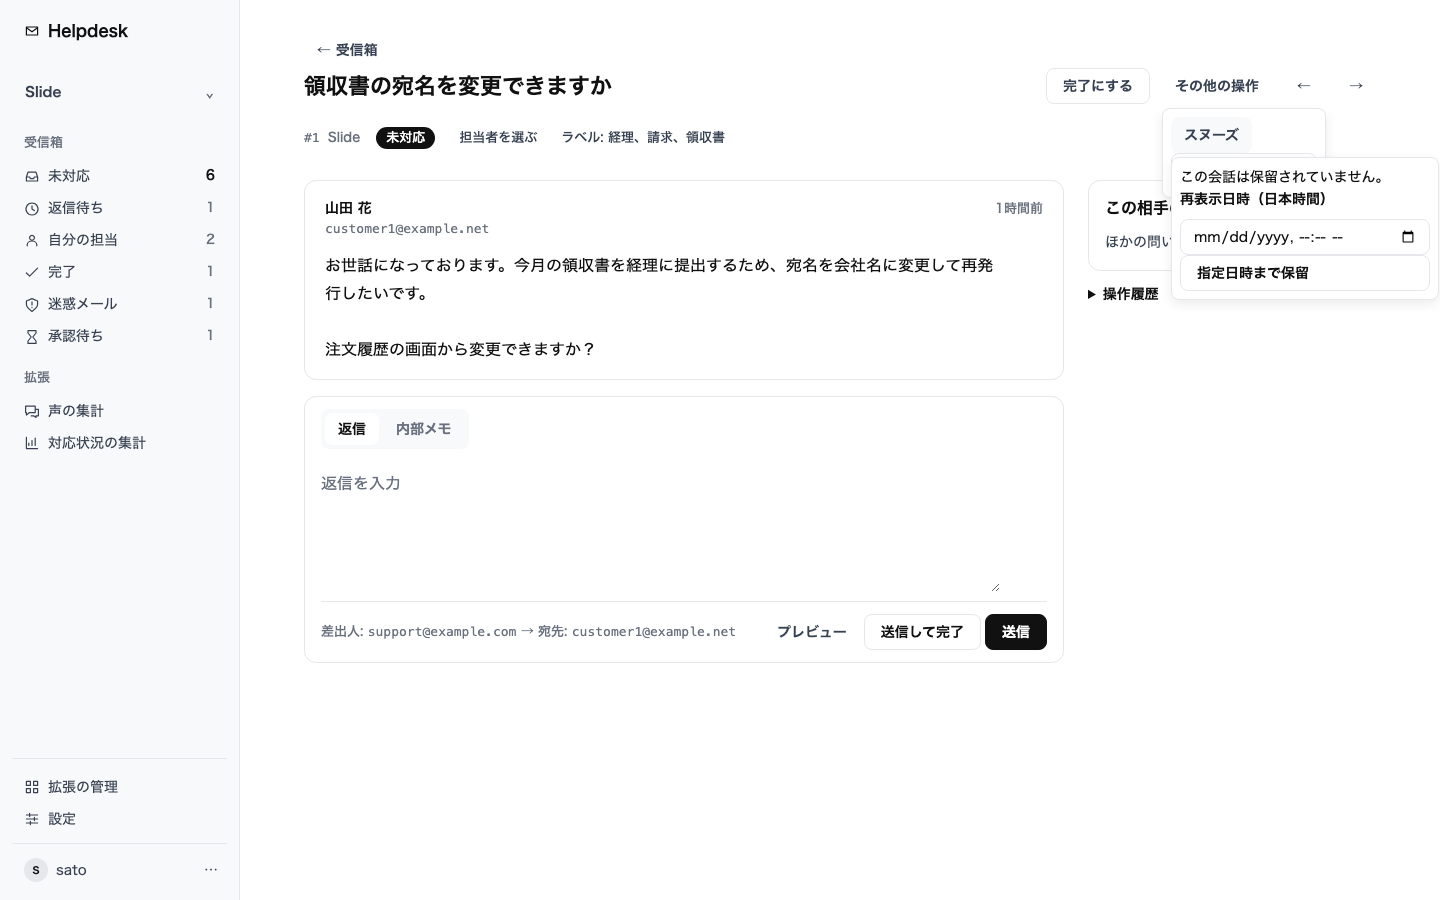 Helpdesk
Slide
受信箱
未対応 6
返信待ち 1
自分の担当 2
完了 1
迷惑メール 1
承認待ち 1
拡張
声の集計
対応状況の集計
拡張の管理
設定
S sato ...
← 受信箱
領収書の宛名を変更できますか
完了にする その他の操作 ← →
#1 Slide 未対応 担当者を選ぶ ラベル: 経理、請求、領収書
スヌーズ
この会話は保留されていません。
再表示日時（日本時間）
mm/dd/yyyy, --:-- --
指定日時まで保留
山田 花 1時間前
customer1@example.net
お世話になっております。今月の領収書を経理に提出するため、宛名を会社名に変更して再発
行したいです。
注文履歴の画面から変更できますか？
この相手
ほかの問い
▶ 操作履歴
返信 内部メモ
返信を入力
差出人: support@example.com → 宛先: customer1@example.net プレビュー 送信して完了 送信